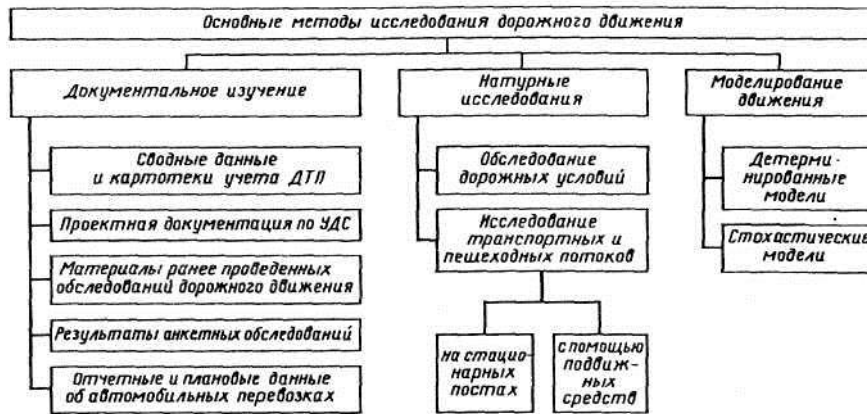 Основные методы исследования дорожного движения
Документальное изучение
Сводные данные
и картотеки учета ДТП
Проектная документация по УДС
Материалы ранее проведенных
обследований дорожного движения
Результаты анкетных обследований
Отчетные и плановые данные
об автомобильных перевозках
Натурные
исследования
Обследование
дорожных условий
Исследование
транспортных и
пешеходных потоков
на стацио-
нарных
постах
с помощью
подвиж-
ных
средств
Моделирование
движения
Детерми-
нированные
модели
Стохастические
модели